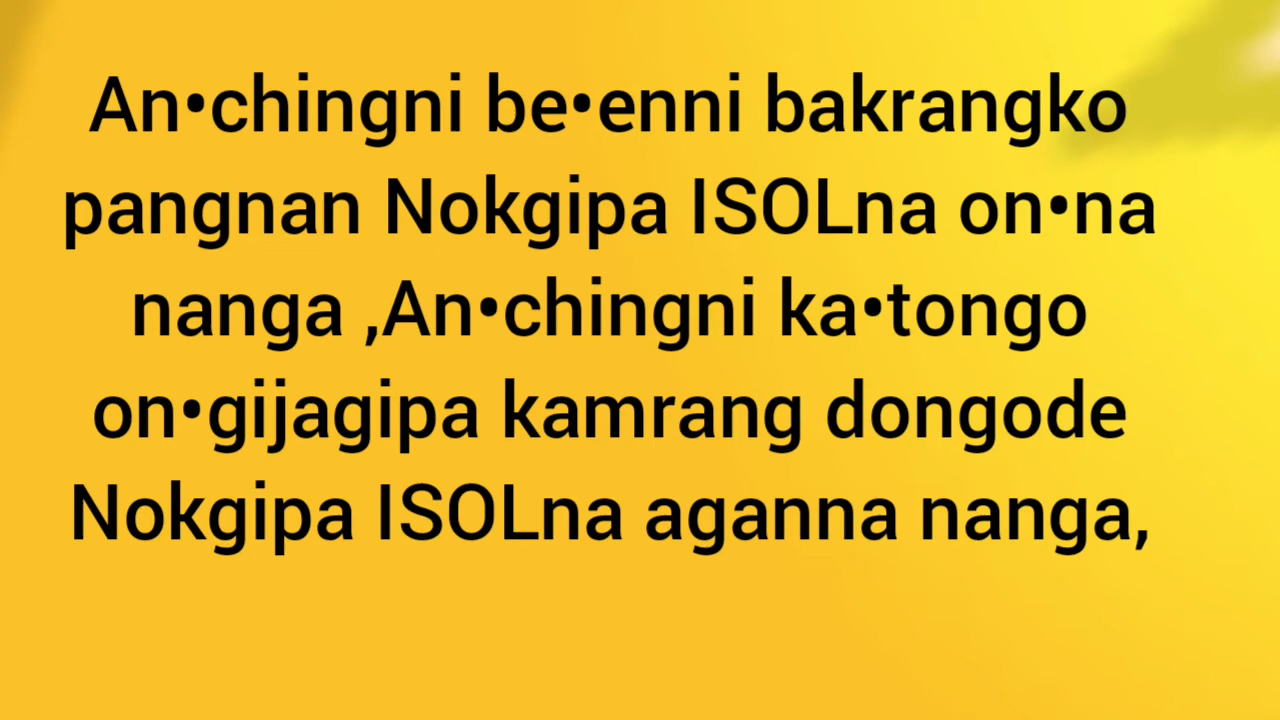 An•chingni be•enni bakrangko
pangnan Nokgipa ISOLna on•na
nanga ,An•chingni ka•tongo
on•gijagipa kamrang dongode
Nokgipa ISOLna aganna nanga,